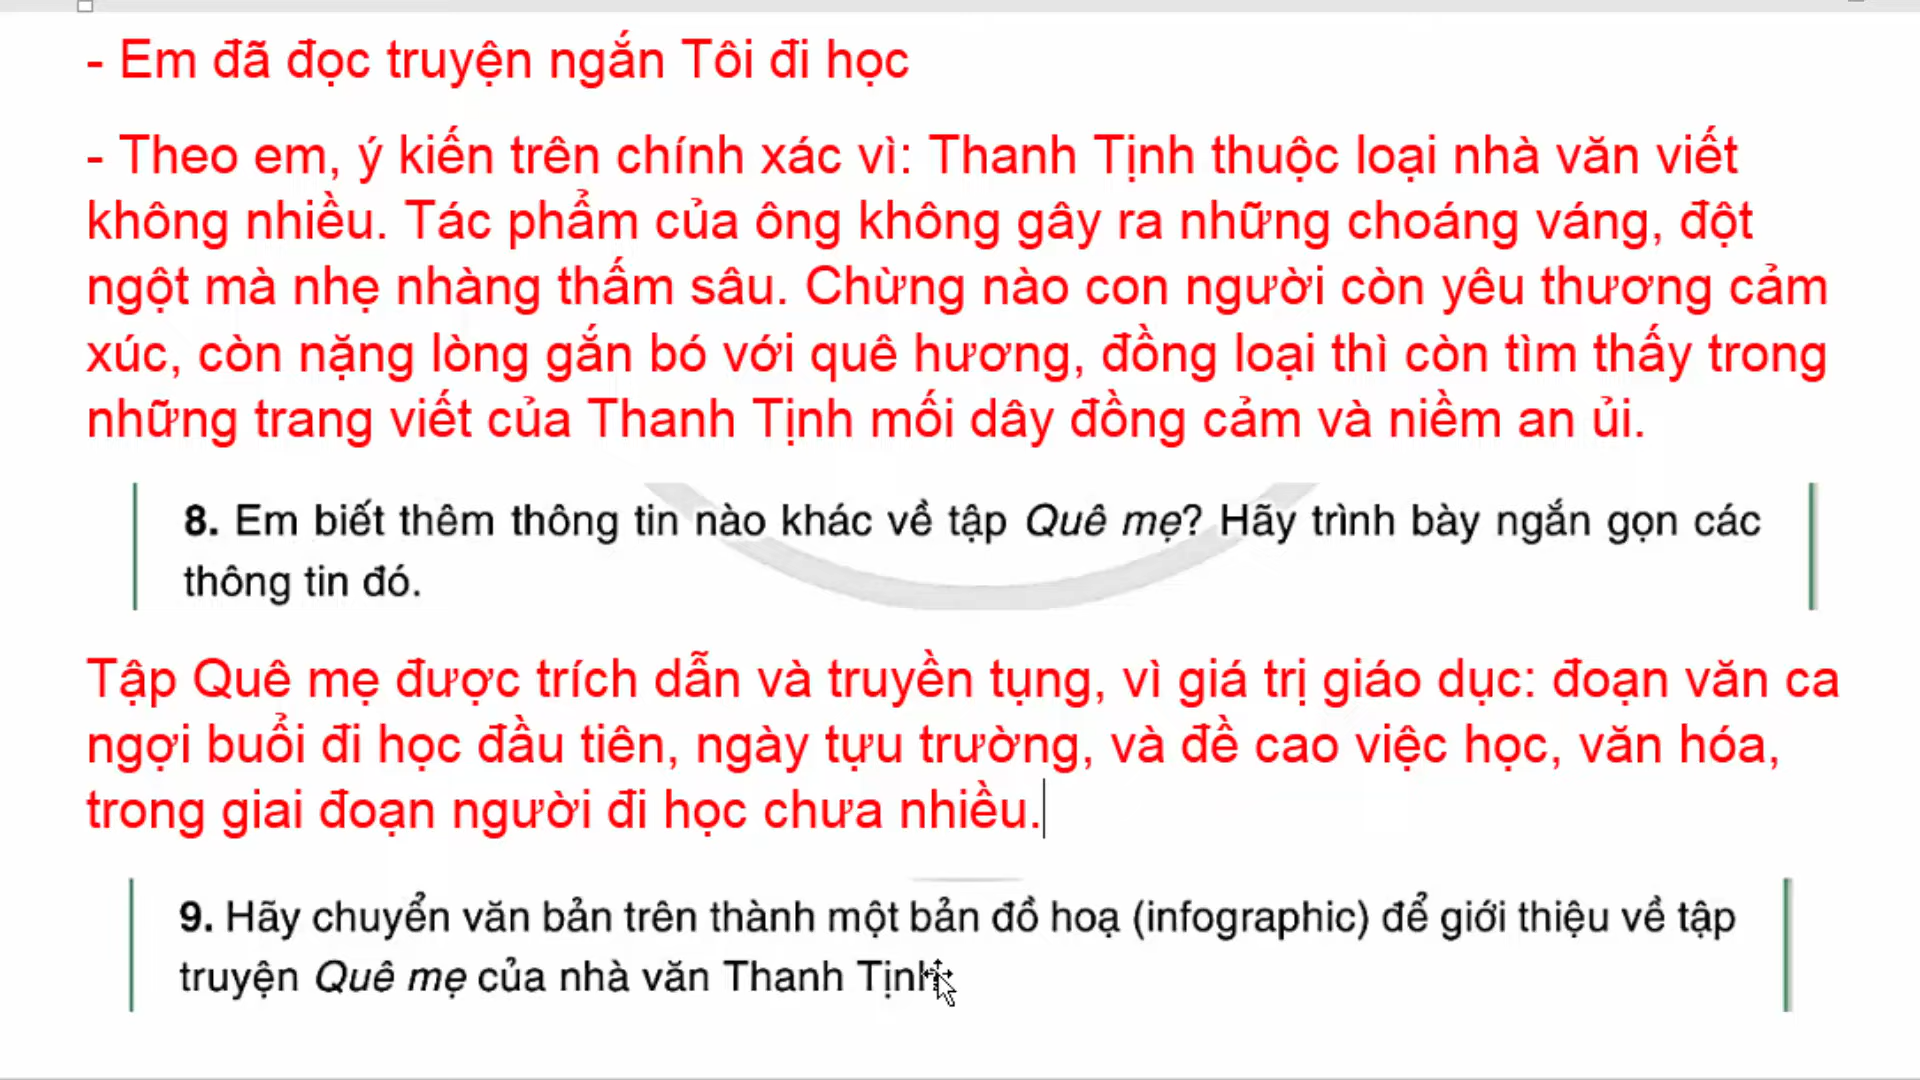 - Em đã đọc truyện ngắn Tôi đi học
- Theo em, ý kiến trên chính xác vì: Thanh Tịnh thuộc loại nhà văn viết
không nhiều. Tác phẩm của ông không gây ra những choáng váng, đột
ngột mà nhẹ nhàng thấm sâu. Chừng nào con người còn yêu thương cảm
xúc, còn nặng lòng gắn bó với quê hương, đồng loại thì còn tìm thấy trong
những trang viết của Thanh Tịnh mối dây đồng cảm và niềm an ủi.
8. Em biết thêm thông tin nào khác về tập Quê mẹ? Hãy trình bày ngắn gọn các
thông tin đó.
Tập Quê mẹ được trích dẫn và truyền tụng, vì giá trị giáo dục: đoạn văn ca
ngợi buổi đi học đầu tiên, ngày tựu trường, và đề cao việc học, văn hóa,
trong giai đoạn người đi học chưa nhiều.
9. Hãy chuyển văn bản trên thành một bản đồ hoạ (infographic) để giới thiệu về tập
truyện Quê mẹ của nhà văn Thanh Tịnh